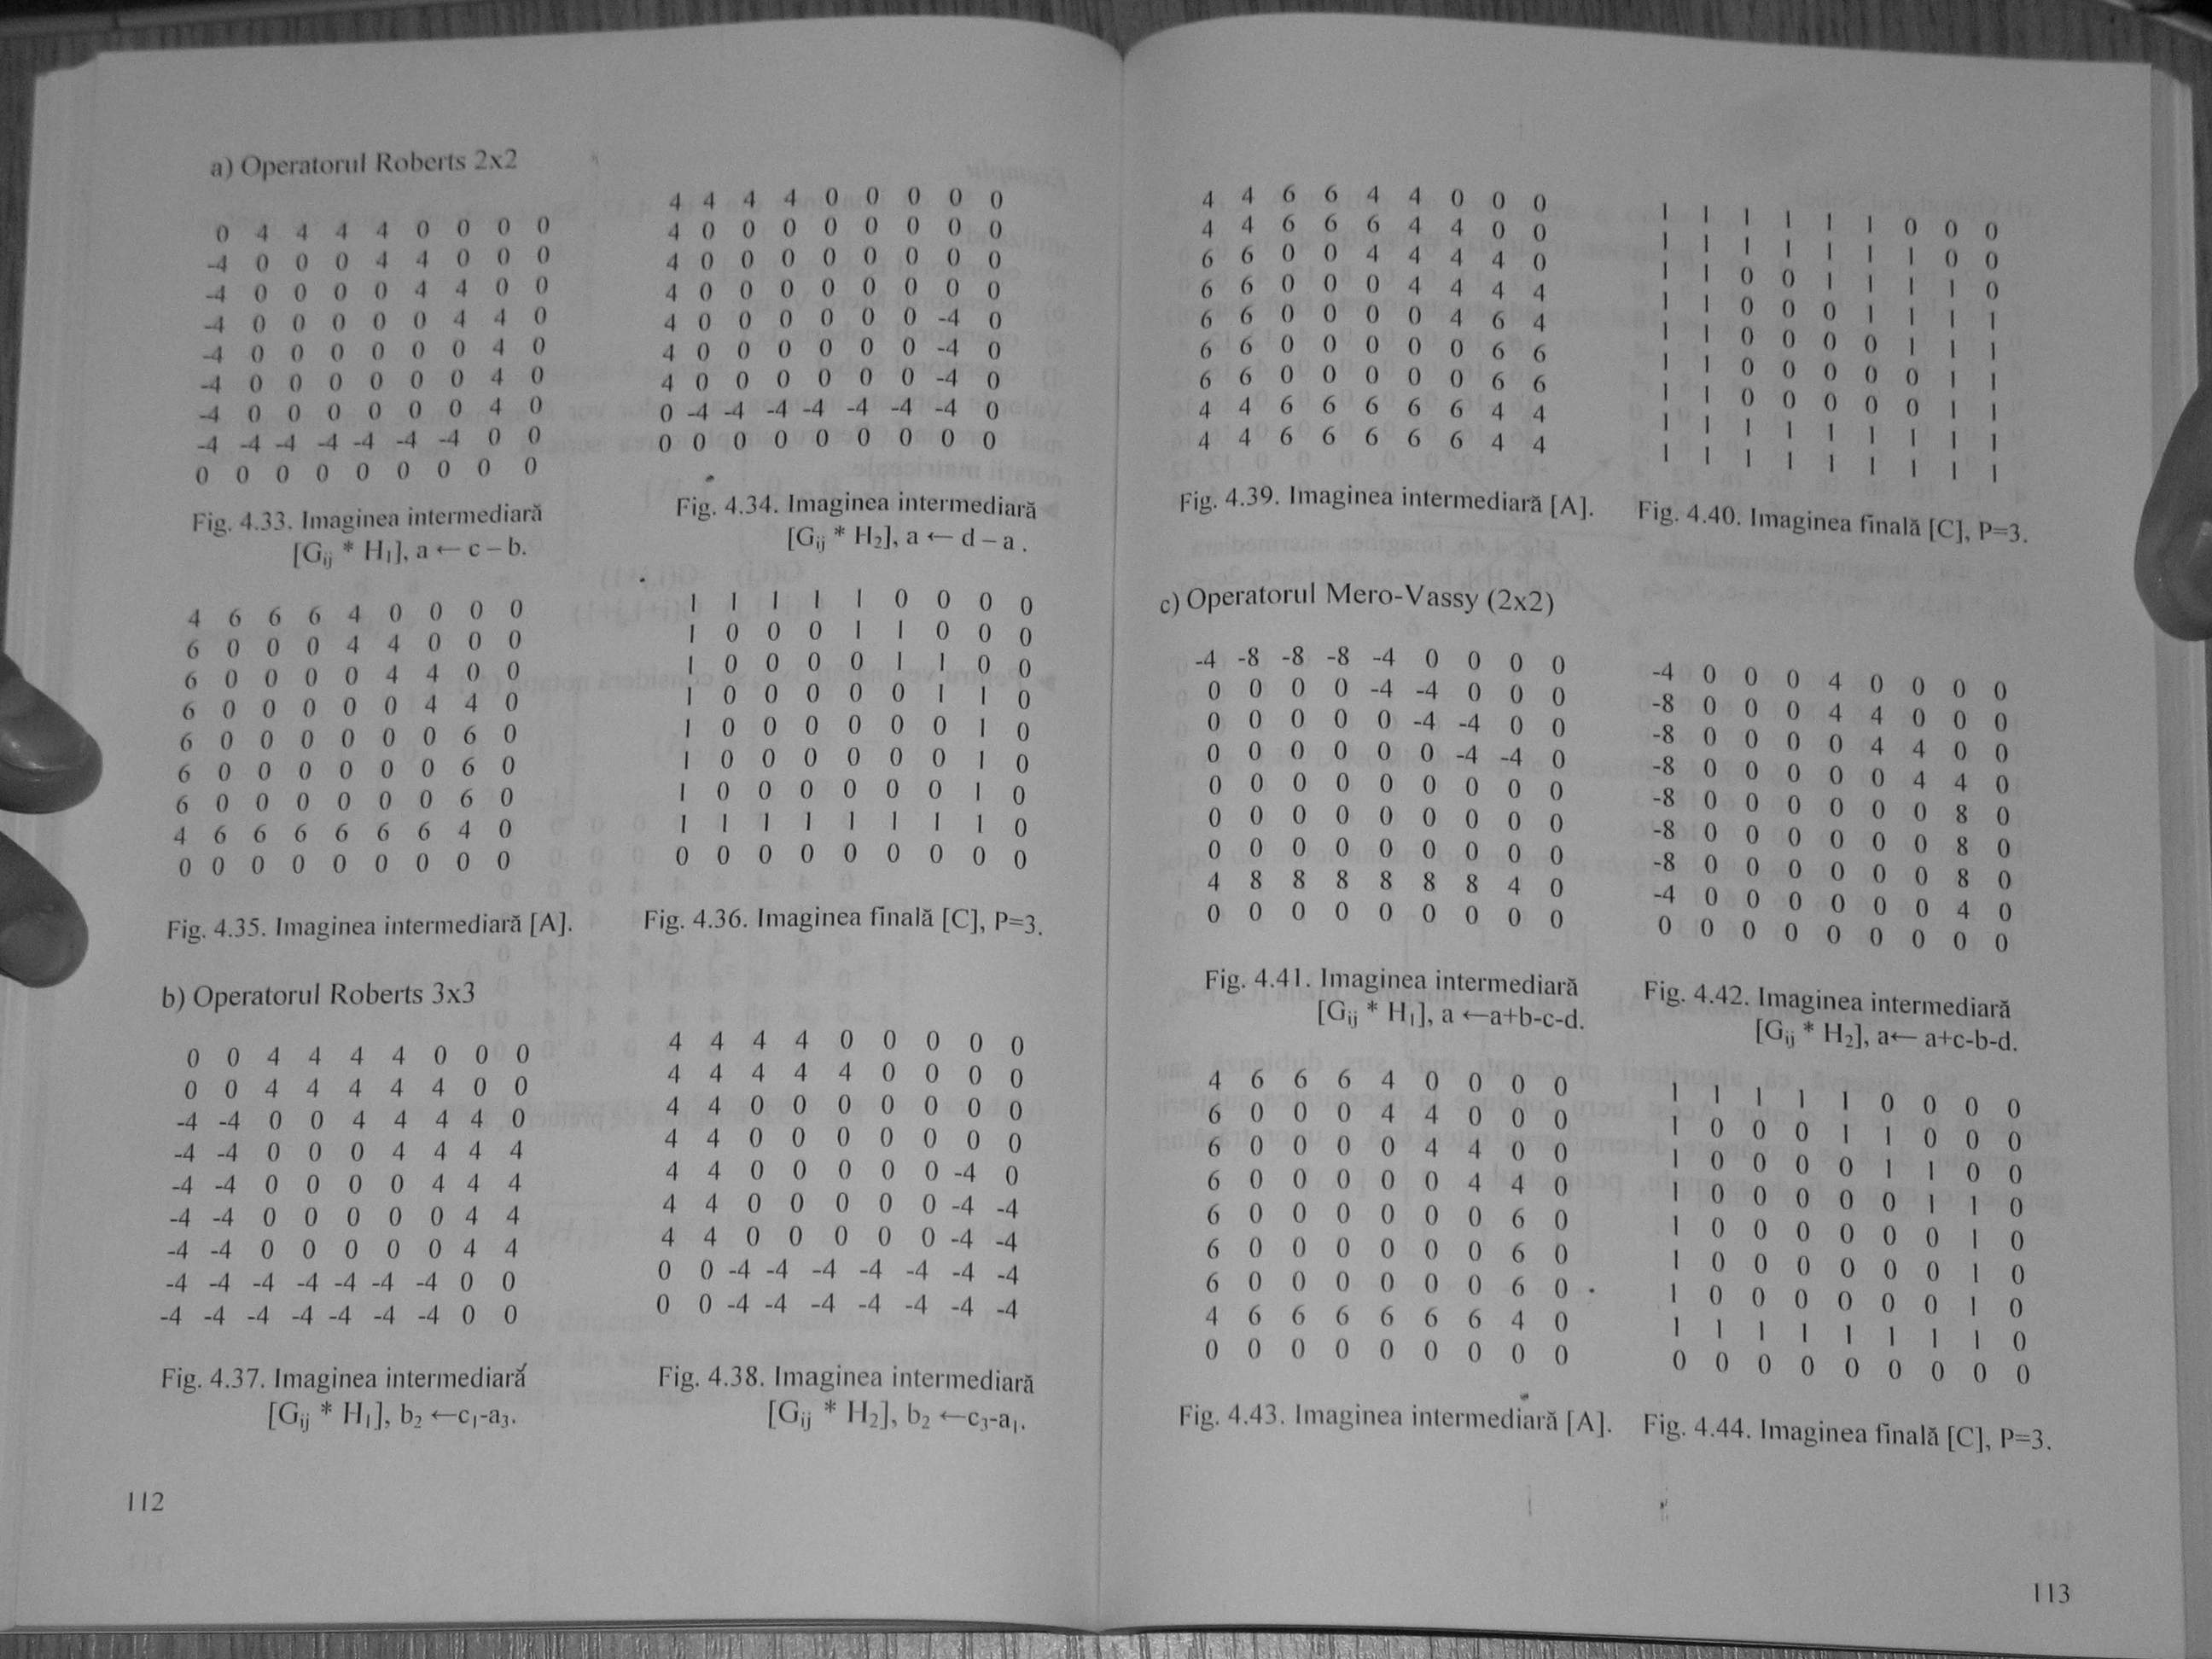 a) Operatorul Roberts 2x2
0 4 4 4 4 0 0 0 0
-4 0 0 0 4 4 0 0 0
-4 0 0 0 0 4 4 0 0
-4 0 0 0 0 0 4 4 0
-4 0 0 0 0 0 0 4 0
-4 0 0 0 0 0 0 4 0
-4 0 0 0 0 0 0 4 0
-4 -4 -4 -4 -4 -4 -4 0 0
0 0 0 0 0 0 0 0 0
Fig. 4.33. Imaginea intermediară
[Gij * H1], a ← c – b.
4 4 4 4 0 0 0 0 0
4 0 0 0 0 0 0 0 0
4 0 0 0 0 0 0 0 0
4 0 0 0 0 0 0 0 0
4 0 0 0 0 0 0 -4 0
4 0 0 0 0 0 0 -4 0
4 0 0 0 0 0 0 -4 0
0 -4 -4 -4 -4 -4 -4 -4 0
0 0 0 0 0 0 0 0 0
Fig. 4.34. Imaginea intermediară
[Gij * H2], a ← d – a .
4 6 6 6 4 0 0 0 0
6 0 0 0 4 4 0 0 0
6 0 0 0 0 4 4 0 0
6 0 0 0 0 0 4 4 0
6 0 0 0 0 0 0 6 0
6 0 0 0 0 0 0 6 0
6 0 0 0 0 0 0 6 0
4 6 6 6 6 6 6 4 0
0 0 0 0 0 0 0 0 0
Fig. 4.35. Imaginea intermediară [A].
1 1 1 1 1 0 0 0 0
1 0 0 0 1 1 0 0 0
1 0 0 0 0 1 1 0 0
1 0 0 0 0 0 1 1 0
1 0 0 0 0 0 0 1 0
1 0 0 0 0 0 0 1 0
1 0 0 0 0 0 0 1 0
1 1 1 1 1 1 1 1 0
0 0 0 0 0 0 0 0 0
Fig. 4.36. Imaginea finală [C], P=3.
b) Operatorul Roberts 3x3
0 0 4 4 4 4 0 0 0
0 0 4 4 4 4 4 0 0
-4 -4 0 0 4 4 4 4 0
-4 -4 0 0 0 4 4 4 4
-4 -4 0 0 0 0 4 4 4
-4 -4 0 0 0 0 0 4 4
-4 -4 0 0 0 0 0 4 4
-4 -4 -4 -4 -4 -4 -4 0 0
-4 -4 -4 -4 -4 -4 -4 0 0
Fig. 4.37. Imaginea intermediară
[Gij * H1], b2 ←c1-a3.
4 4 4 4 0 0 0 0 0
4 4 4 4 4 0 0 0 0
4 4 0 0 0 0 0 0 0
4 4 0 0 0 0 0 0 0
4 4 0 0 0 0 0 -4 0
4 4 0 0 0 0 0 -4 -4
4 4 0 0 0 0 0 -4 -4
0 0 -4 -4 -4 -4 -4 -4 -4
0 0 -4 -4 -4 -4 -4 -4 -4
Fig. 4.38. Imaginea intermediară
[Gij * H2], b2 ←c3-a1.
112
4 4 6 6 4 4 0 0 0
4 4 6 6 6 4 4 0 0
6 6 0 0 4 4 4 4 0
6 6 0 0 0 4 4 4 4
6 6 0 0 0 0 4 6 4
6 6 0 0 0 0 0 6 6
6 6 0 0 0 0 0 6 6
4 4 6 6 6 6 6 4 4
4 4 6 6 6 6 6 4 4
Fig. 4.39. Imaginea intermediară [A].
1 1 1 1 1 1 0 0 0
1 1 1 1 1 1 1 0 0
1 1 0 0 1 1 1 1 0
1 1 0 0 0 1 1 1 1
1 1 0 0 0 0 1 1 1
1 1 0 0 0 0 0 1 1
1 1 0 0 0 0 0 1 1
1 1 1 1 1 1 1 1 1
1 1 1 1 1 1 1 1 1
Fig. 4.40. Imaginea finală [C], P=3.
c) Operatorul Mero-Vassy (2x2)
-4 -8 -8 -8 -4 0 0 0 0
0 0 0 0 -4 -4 0 0 0
0 0 0 0 0 -4 -4 0 0
0 0 0 0 0 0 -4 -4 0
0 0 0 0 0 0 0 0 0
0 0 0 0 0 0 0 0 0
0 0 0 0 0 0 0 0 0
4 8 8 8 8 8 8 4 0
0 0 0 0 0 0 0 0 0
Fig. 4.41. Imaginea intermediară
[Gij * H1], a ←a+b-c-d.
-4 0 0 0 4 0 0 0 0
-8 0 0 0 4 4 0 0 0
-8 0 0 0 0 4 4 0 0
-8 0 0 0 0 0 4 4 0
-8 0 0 0 0 0 0 8 0
-8 0 0 0 0 0 0 8 0
-8 0 0 0 0 0 0 8 0
-4 0 0 0 0 0 0 4 0
0 0 0 0 0 0 0 0 0
Fig. 4.42. Imaginea intermediară
[Gij * H2], a← a+c-b-d.
4 6 6 6 4 0 0 0 0
6 0 0 0 4 4 0 0 0
6 0 0 0 0 4 4 0 0
6 0 0 0 0 0 4 4 0
6 0 0 0 0 0 0 6 0
6 0 0 0 0 0 0 6 0
6 0 0 0 0 0 0 6 0
4 6 6 6 6 6 6 4 0
0 0 0 0 0 0 0 0 0
Fig. 4.43. Imaginea intermediară [A].
1 1 1 1 1 0 0 0 0
1 0 0 0 1 1 0 0 0
1 0 0 0 0 1 1 0 0
1 0 0 0 0 0 1 1 0
1 0 0 0 0 0 0 1 0
1 0 0 0 0 0 0 1 0
1 0 0 0 0 0 0 1 0
1 1 1 1 1 1 1 1 0
0 0 0 0 0 0 0 0 0
Fig. 4.44. Imaginea finală [C], P=3.
113